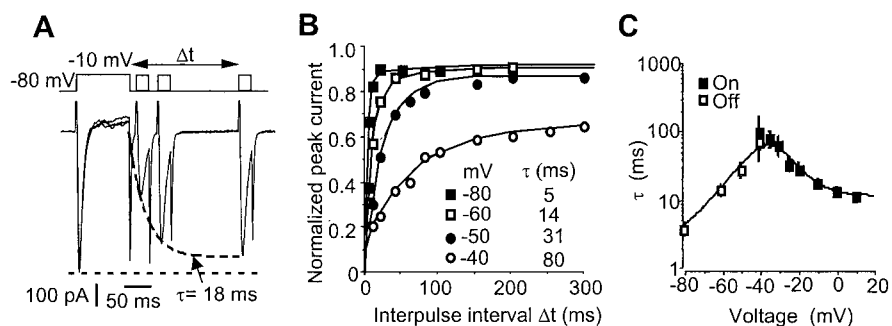 A
-10 mV
Δt
-80 mV
100 pA
50 ms
τ= 18 ms
B
Normalized peak current
1.0
0.8
0.6
0.4
0.2
0
mV τ (ms)
-80 5
-60 14
-50 31
-40 80
0 100 200 300
Interpulse interval Δt (ms)
C
On
Off
τ (ms)
1000
100
10
1
-80 -60 -40 -20 0 20
Voltage (mV)